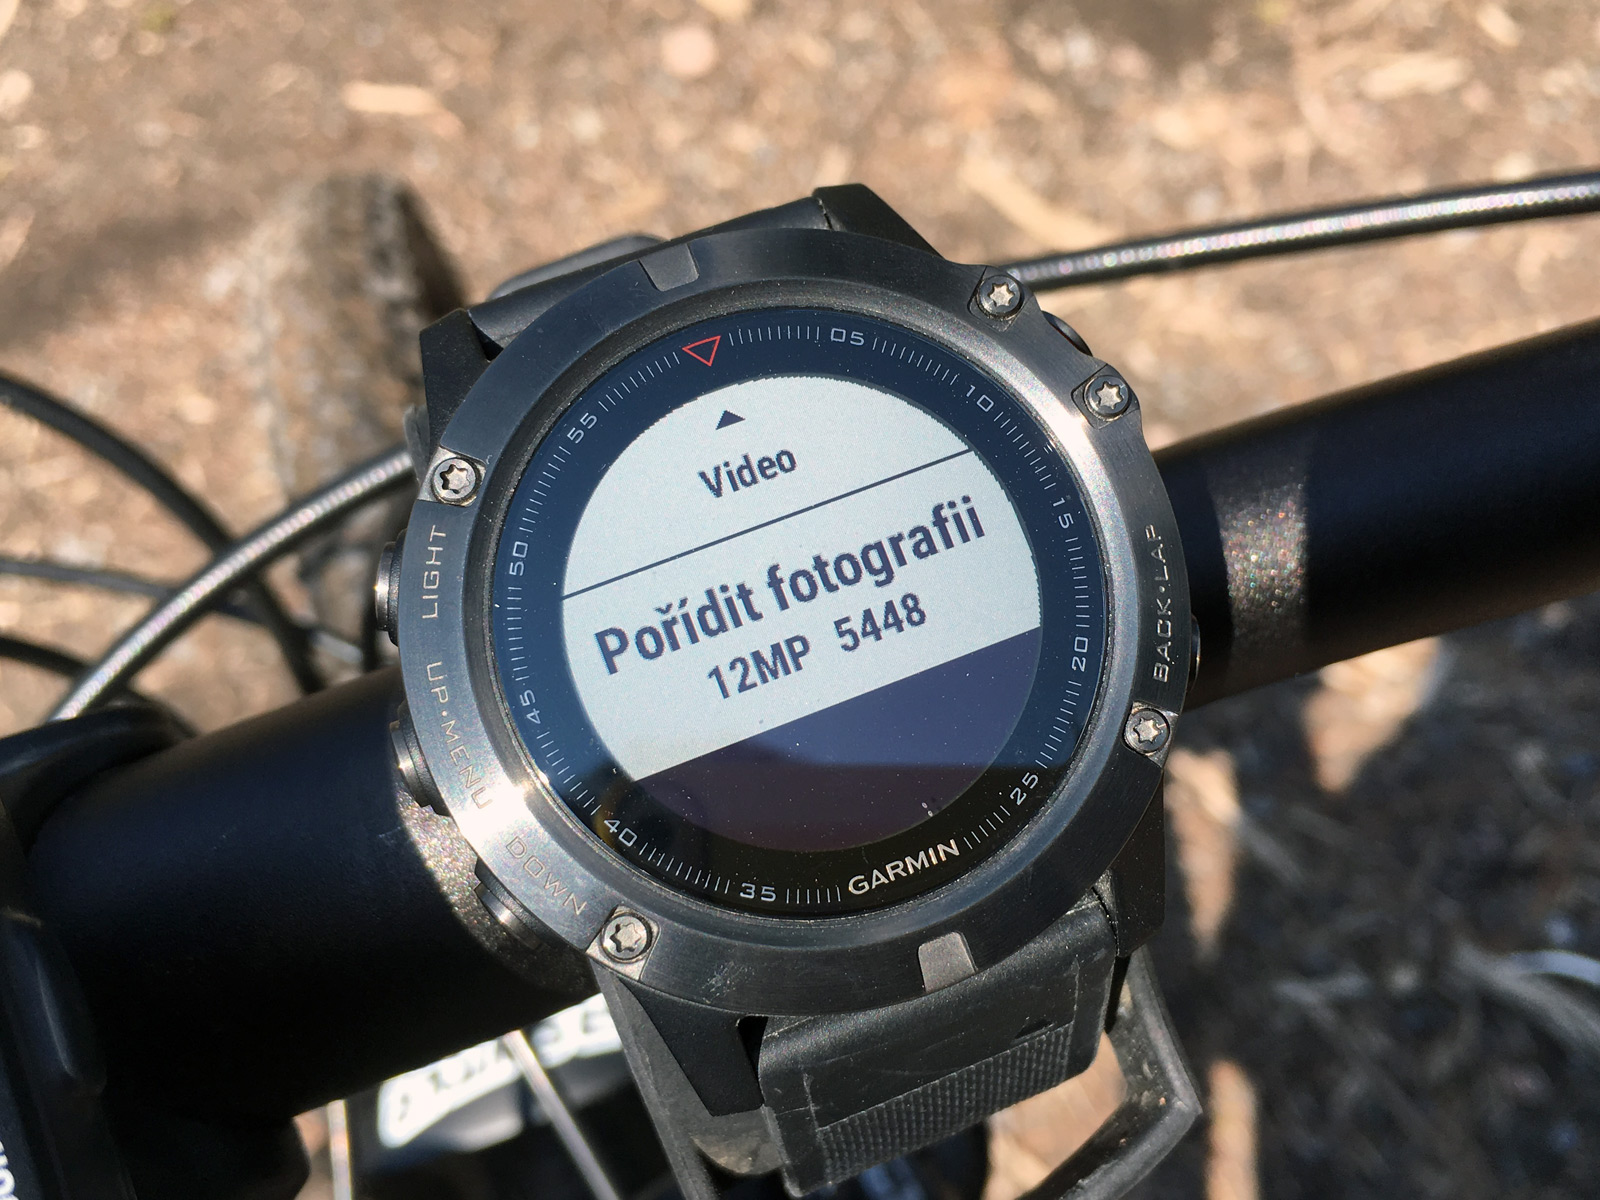 05
10
15
20
25
35
40
45
50
55
LIGHT
UP·MENU
DOWN
BACK·LAP
Video
Pořídit fotografii
12MP 5448
GARMIN